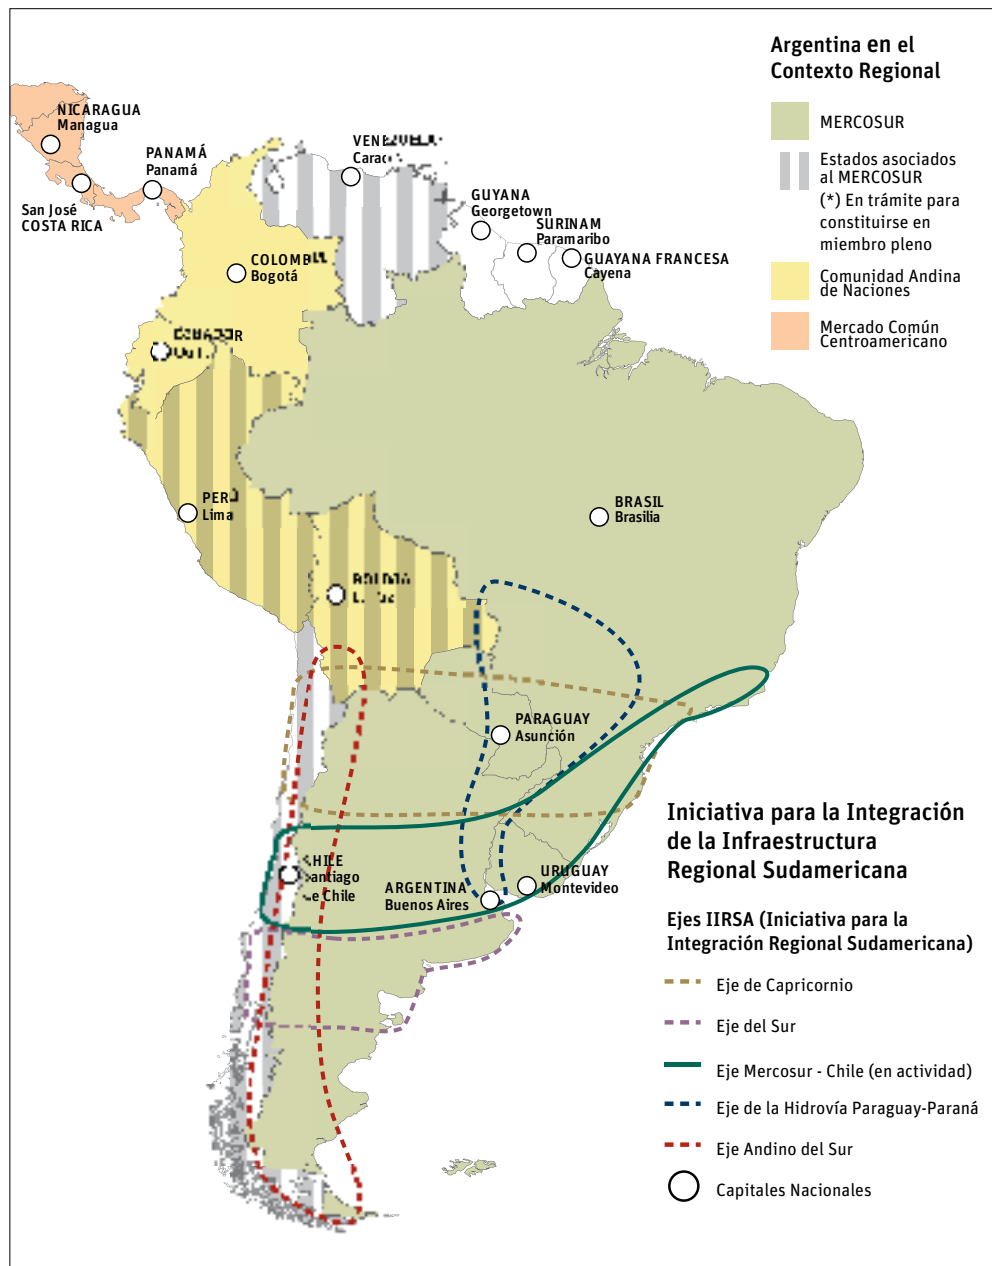 Argentina en el
Contexto Regional
MERCOSUR
Estados asociados
al MERCOSUR
(*) En trámite para
constituirse en
miembro pleno
Comunidad Andina
de Naciones
Mercado Común
Centroamericano
NICARAGUA
Managua
PANAMÁ
Panamá
San José
COSTA RICA
GUYANA
Georgetown
SURINAM
Paramaribo
GUAYANA FRANCESA
Cayena
Bogotá
PER
Lima
BRASIL
Brasilia
PARAGUAY
Asunción
HILE
antiago
e Chile
ARGENTINA
Buenos Aires
URUGUAY
Montevideo
Iniciativa para la Integración
de la Infraestructura
Regional Sudamericana
Ejes IIRSA (Iniciativa para la
Integración Regional Sudamericana)
Eje de Capricornio
Eje del Sur
Eje Mercosur - Chile (en actividad)
Eje de la Hidrovía Paraguay-Paraná
Eje Andino del Sur
Capitales Nacionales